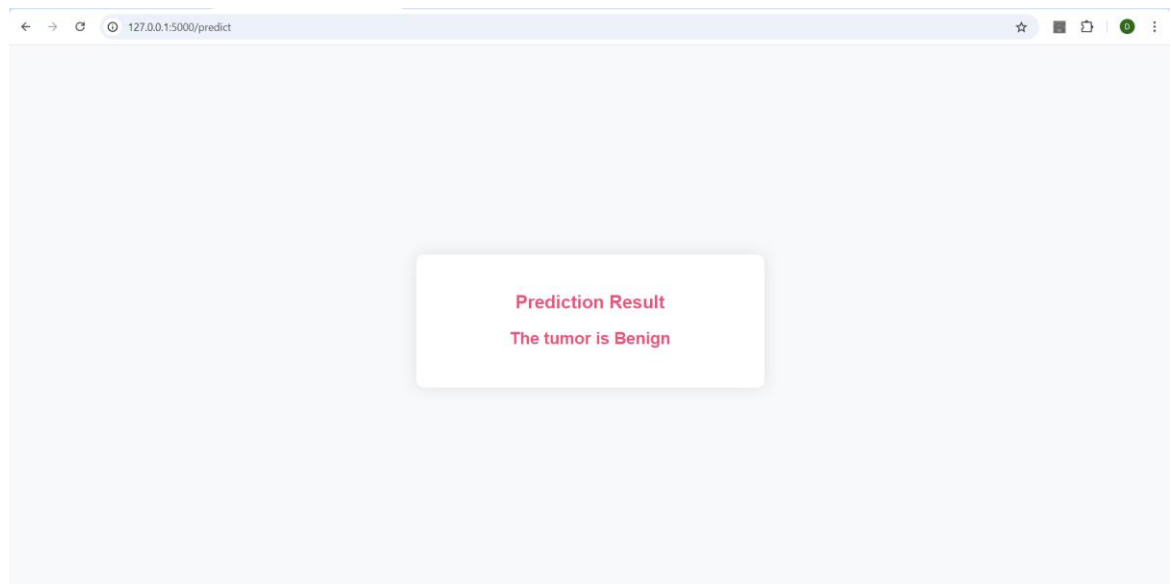 127.0.0.1:5000/predict
D
Prediction Result
The tumor is Benign